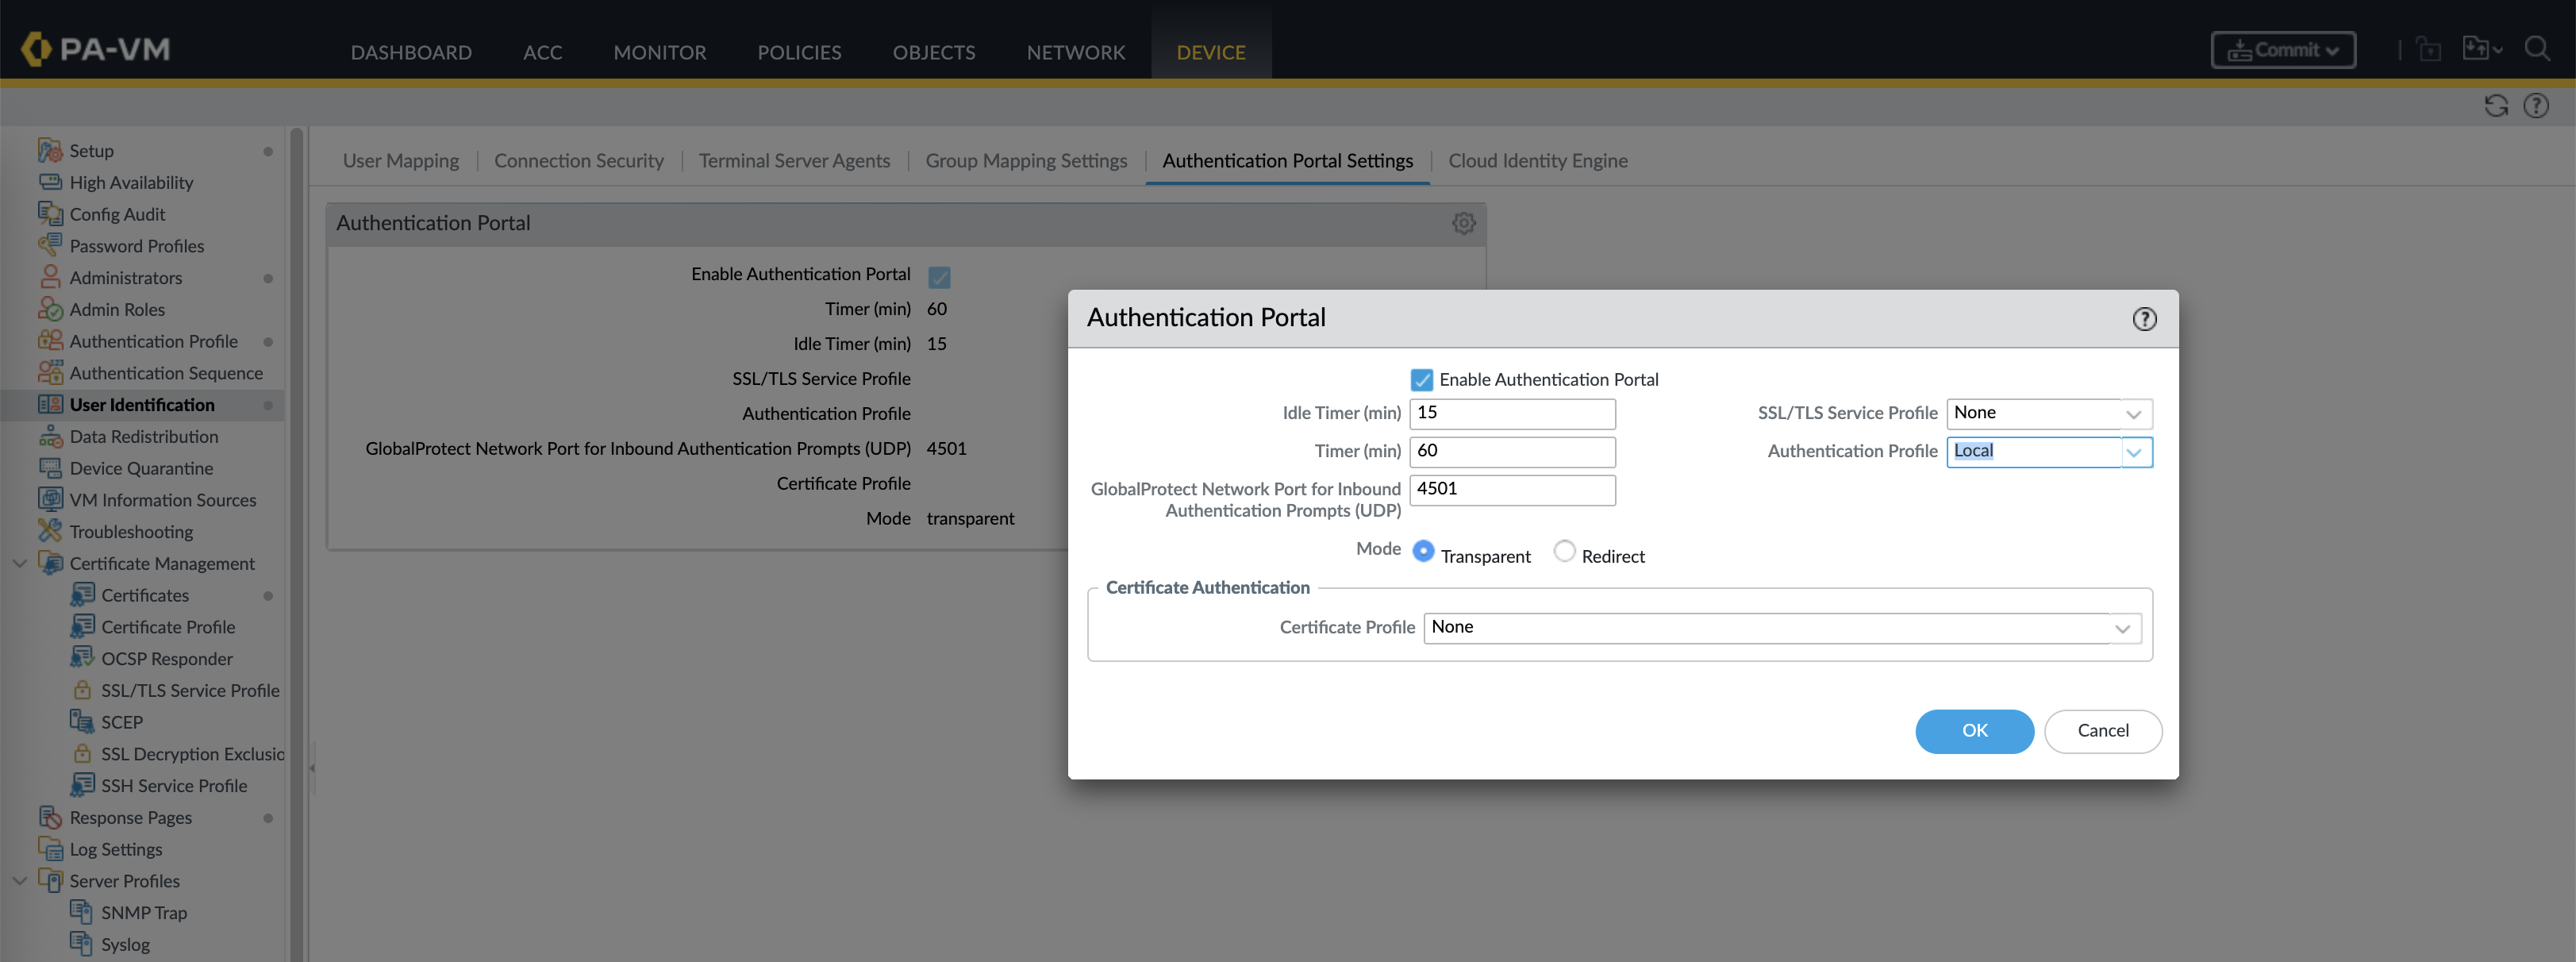 PA-VM
DASHBOARD ACC MONITOR POLICIES OBJECTS NETWORK DEVICE
Commit
Setup
High Availability
Config Audit
Password Profiles
Administrators
Admin Roles
Authentication Profile
Authentication Sequence
User Identification
Data Redistribution
Device Quarantine
VM Information Sources
Troubleshooting
Certificate Management
Certificates
Certificate Profile
OCSP Responder
SSL/TLS Service Profile
SCEP
SSL Decryption Exclusio
SSH Service Profile
Response Pages
Log Settings
Server Profiles
SNMP Trap
Syslog
User Mapping | Connection Security | Terminal Server Agents | Group Mapping Settings | Authentication Portal Settings | Cloud Identity Engine
Authentication Portal
Enable Authentication Portal
Timer (min) 60
Idle Timer (min) 15
SSL/TLS Service Profile
Authentication Profile
GlobalProtect Network Port for Inbound Authentication Prompts (UDP) 4501
Certificate Profile
Mode transparent
Authentication Portal
?
Enable Authentication Portal
Idle Timer (min) 15
SSL/TLS Service Profile None
Timer (min) 60
Authentication Profile Local
GlobalProtect Network Port for Inbound 4501
Authentication Prompts (UDP)
Mode Transparent Redirect
Certificate Authentication
Certificate Profile None
OK Cancel